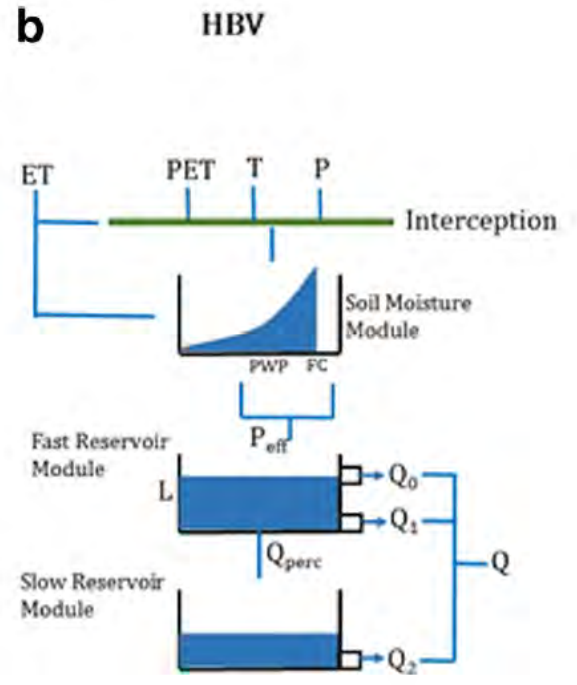 b
HBV
ET
PET T P
Interception
Soil Moisture
Module
PWP FC
Peff
Fast Reservoir
Module
L
Q0
Q1
Qperc
Q
Slow Reservoir
Module
Q2